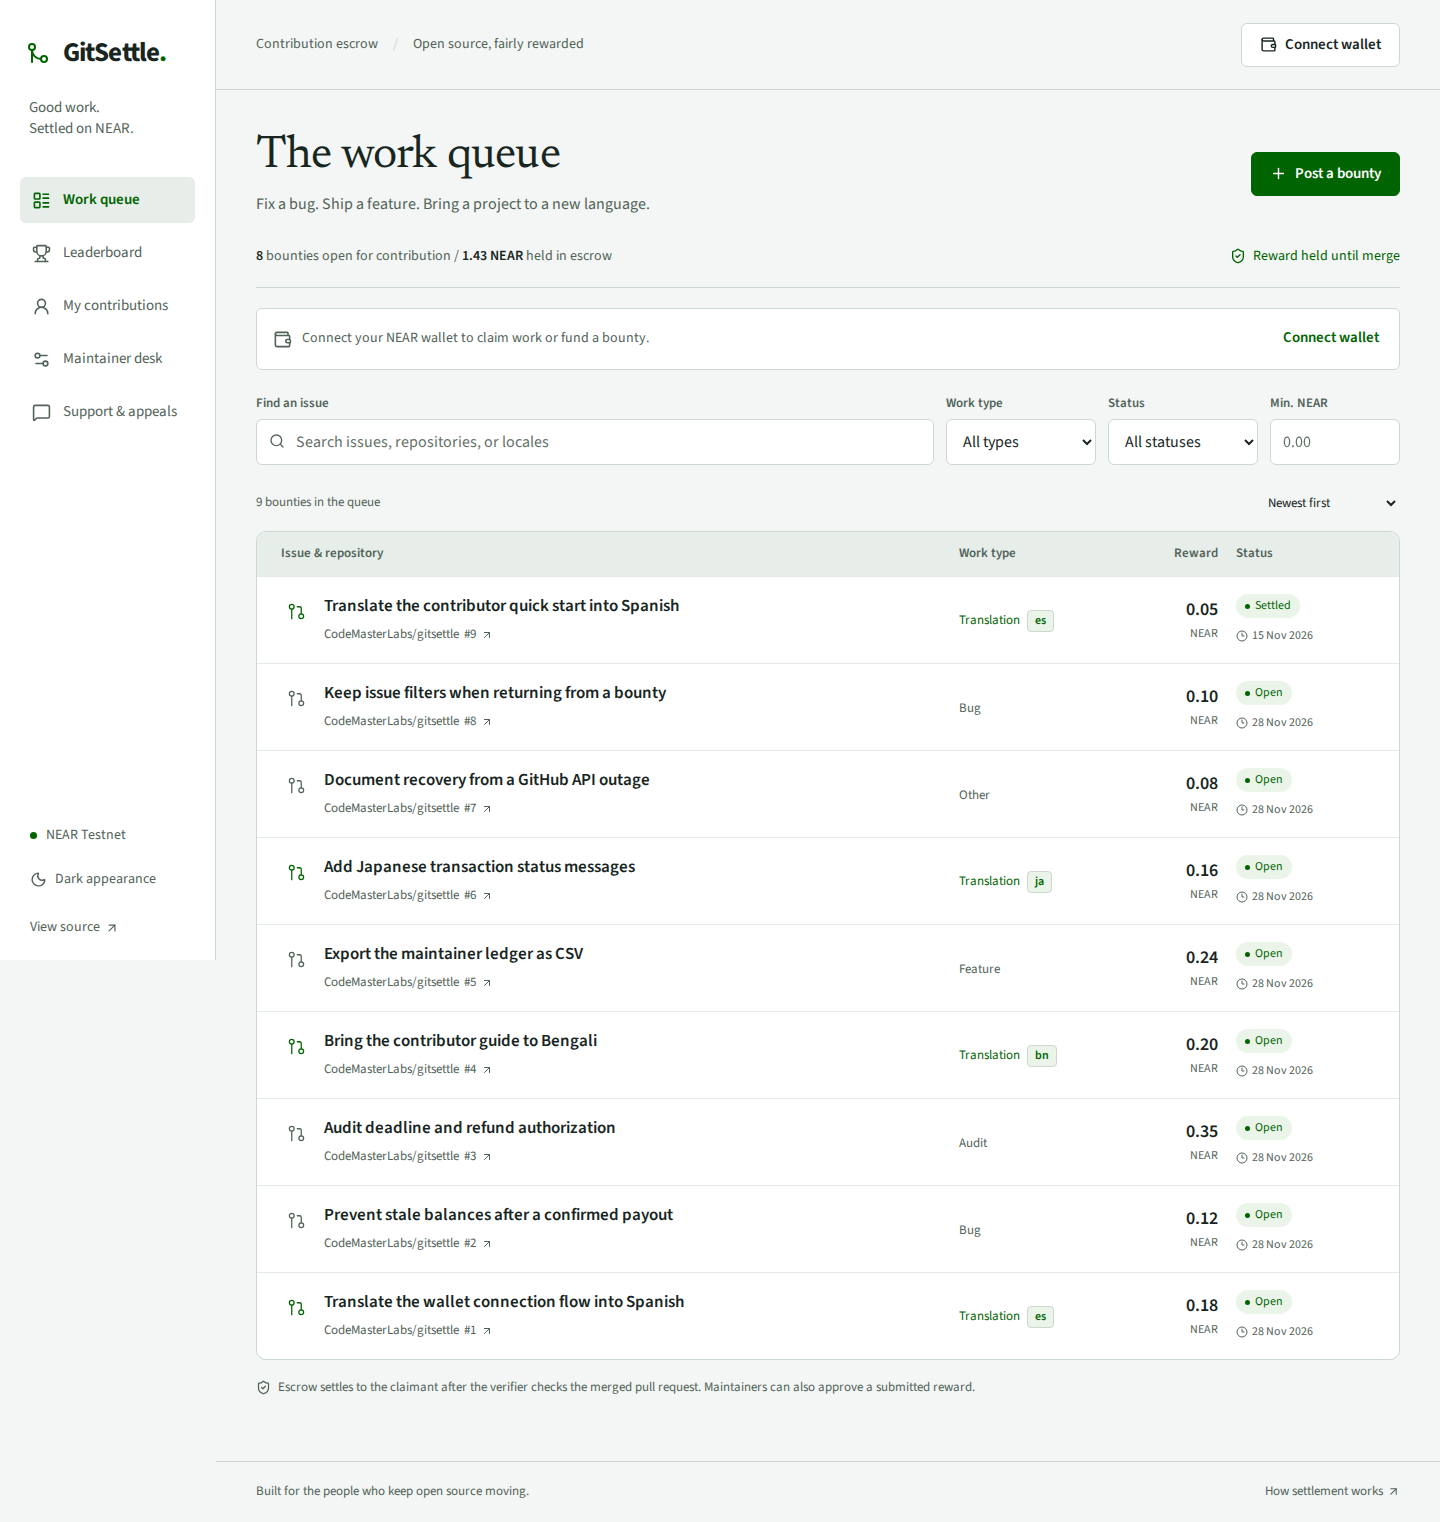 GitSettle.
Good work.
Settled on NEAR.
Work queue
Leaderboard
My contributions
Maintainer desk
Support & appeals
NEAR Testnet
Dark appearance
View source
Contribution escrow / Open source, fairly rewarded
Connect wallet
The work queue
Fix a bug. Ship a feature. Bring a project to a new language.
Post a bounty
8 bounties open for contribution / 1.43 NEAR held in escrow
Reward held until merge
Connect your NEAR wallet to claim work or fund a bounty.
Connect wallet
Find an issue
Work type
Status
Min. NEAR
Search issues, repositories, or locales
All types
All statuses
0.00
9 bounties in the queue
Newest first
Issue & repository
Work type
Reward
Status
Translate the contributor quick start into Spanish
CodeMasterLabs/gitsettle #9
Translation es
0.05
NEAR
Settled
15 Nov 2026
Keep issue filters when returning from a bounty
CodeMasterLabs/gitsettle #8
Bug
0.10
NEAR
Open
28 Nov 2026
Document recovery from a GitHub API outage
CodeMasterLabs/gitsettle #7
Other
0.08
NEAR
Open
28 Nov 2026
Add Japanese transaction status messages
CodeMasterLabs/gitsettle #6
Translation ja
0.16
NEAR
Open
28 Nov 2026
Export the maintainer ledger as CSV
CodeMasterLabs/gitsettle #5
Feature
0.24
NEAR
Open
28 Nov 2026
Bring the contributor guide to Bengali
CodeMasterLabs/gitsettle #4
Translation bn
0.20
NEAR
Open
28 Nov 2026
Audit deadline and refund authorization
CodeMasterLabs/gitsettle #3
Audit
0.35
NEAR
Open
28 Nov 2026
Prevent stale balances after a confirmed payout
CodeMasterLabs/gitsettle #2
Bug
0.12
NEAR
Open
28 Nov 2026
Translate the wallet connection flow into Spanish
CodeMasterLabs/gitsettle #1
Translation es
0.18
NEAR
Open
28 Nov 2026
Escrow settles to the claimant after the verifier checks the merged pull request. Maintainers can also approve a submitted reward.
Built for the people who keep open source moving.
How settlement works